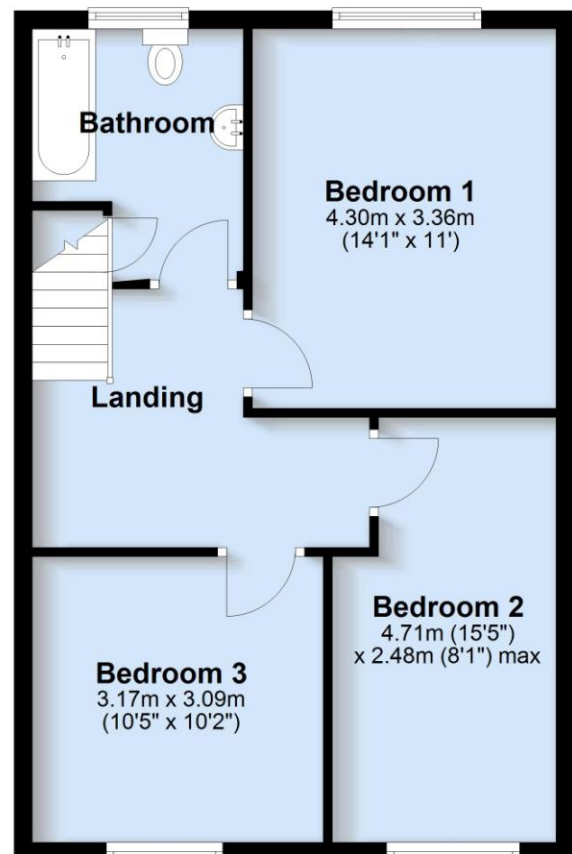 Bathroom
Bedroom 1
4.30m x 3.36m
(14'1" x 11')
Landing
Bedroom 2
4.71m (15'5")
x 2.48m (8'1") max
Bedroom 3
3.17m x 3.09m
(10'5" x 10'2")